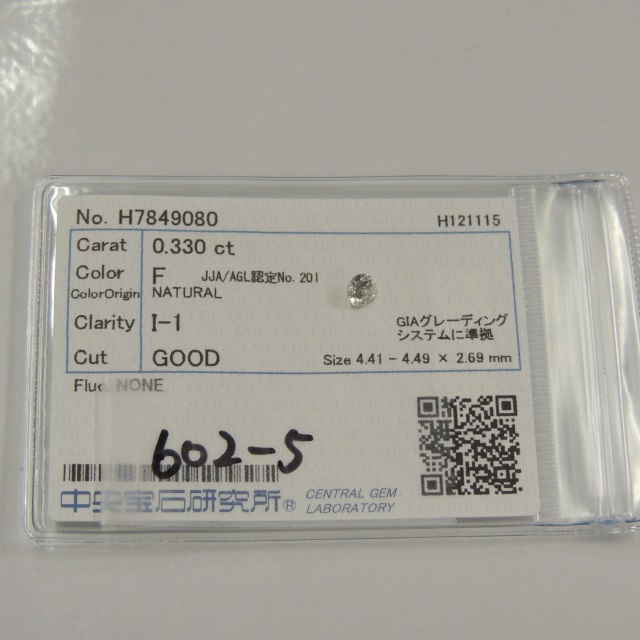 No. H7849080
H121115
Carat 0.330 ct
Color F JJA/AGL認定No. 201
ColorOrigin NATURAL
Clarity I-1
GIAグレーディング
システムに準拠
Cut GOOD
Size 4.41 - 4.49 × 2.69 mm
Fluo. NONE
602-5
中央宝石研究所®
CENTRAL GEM
LABORATORY